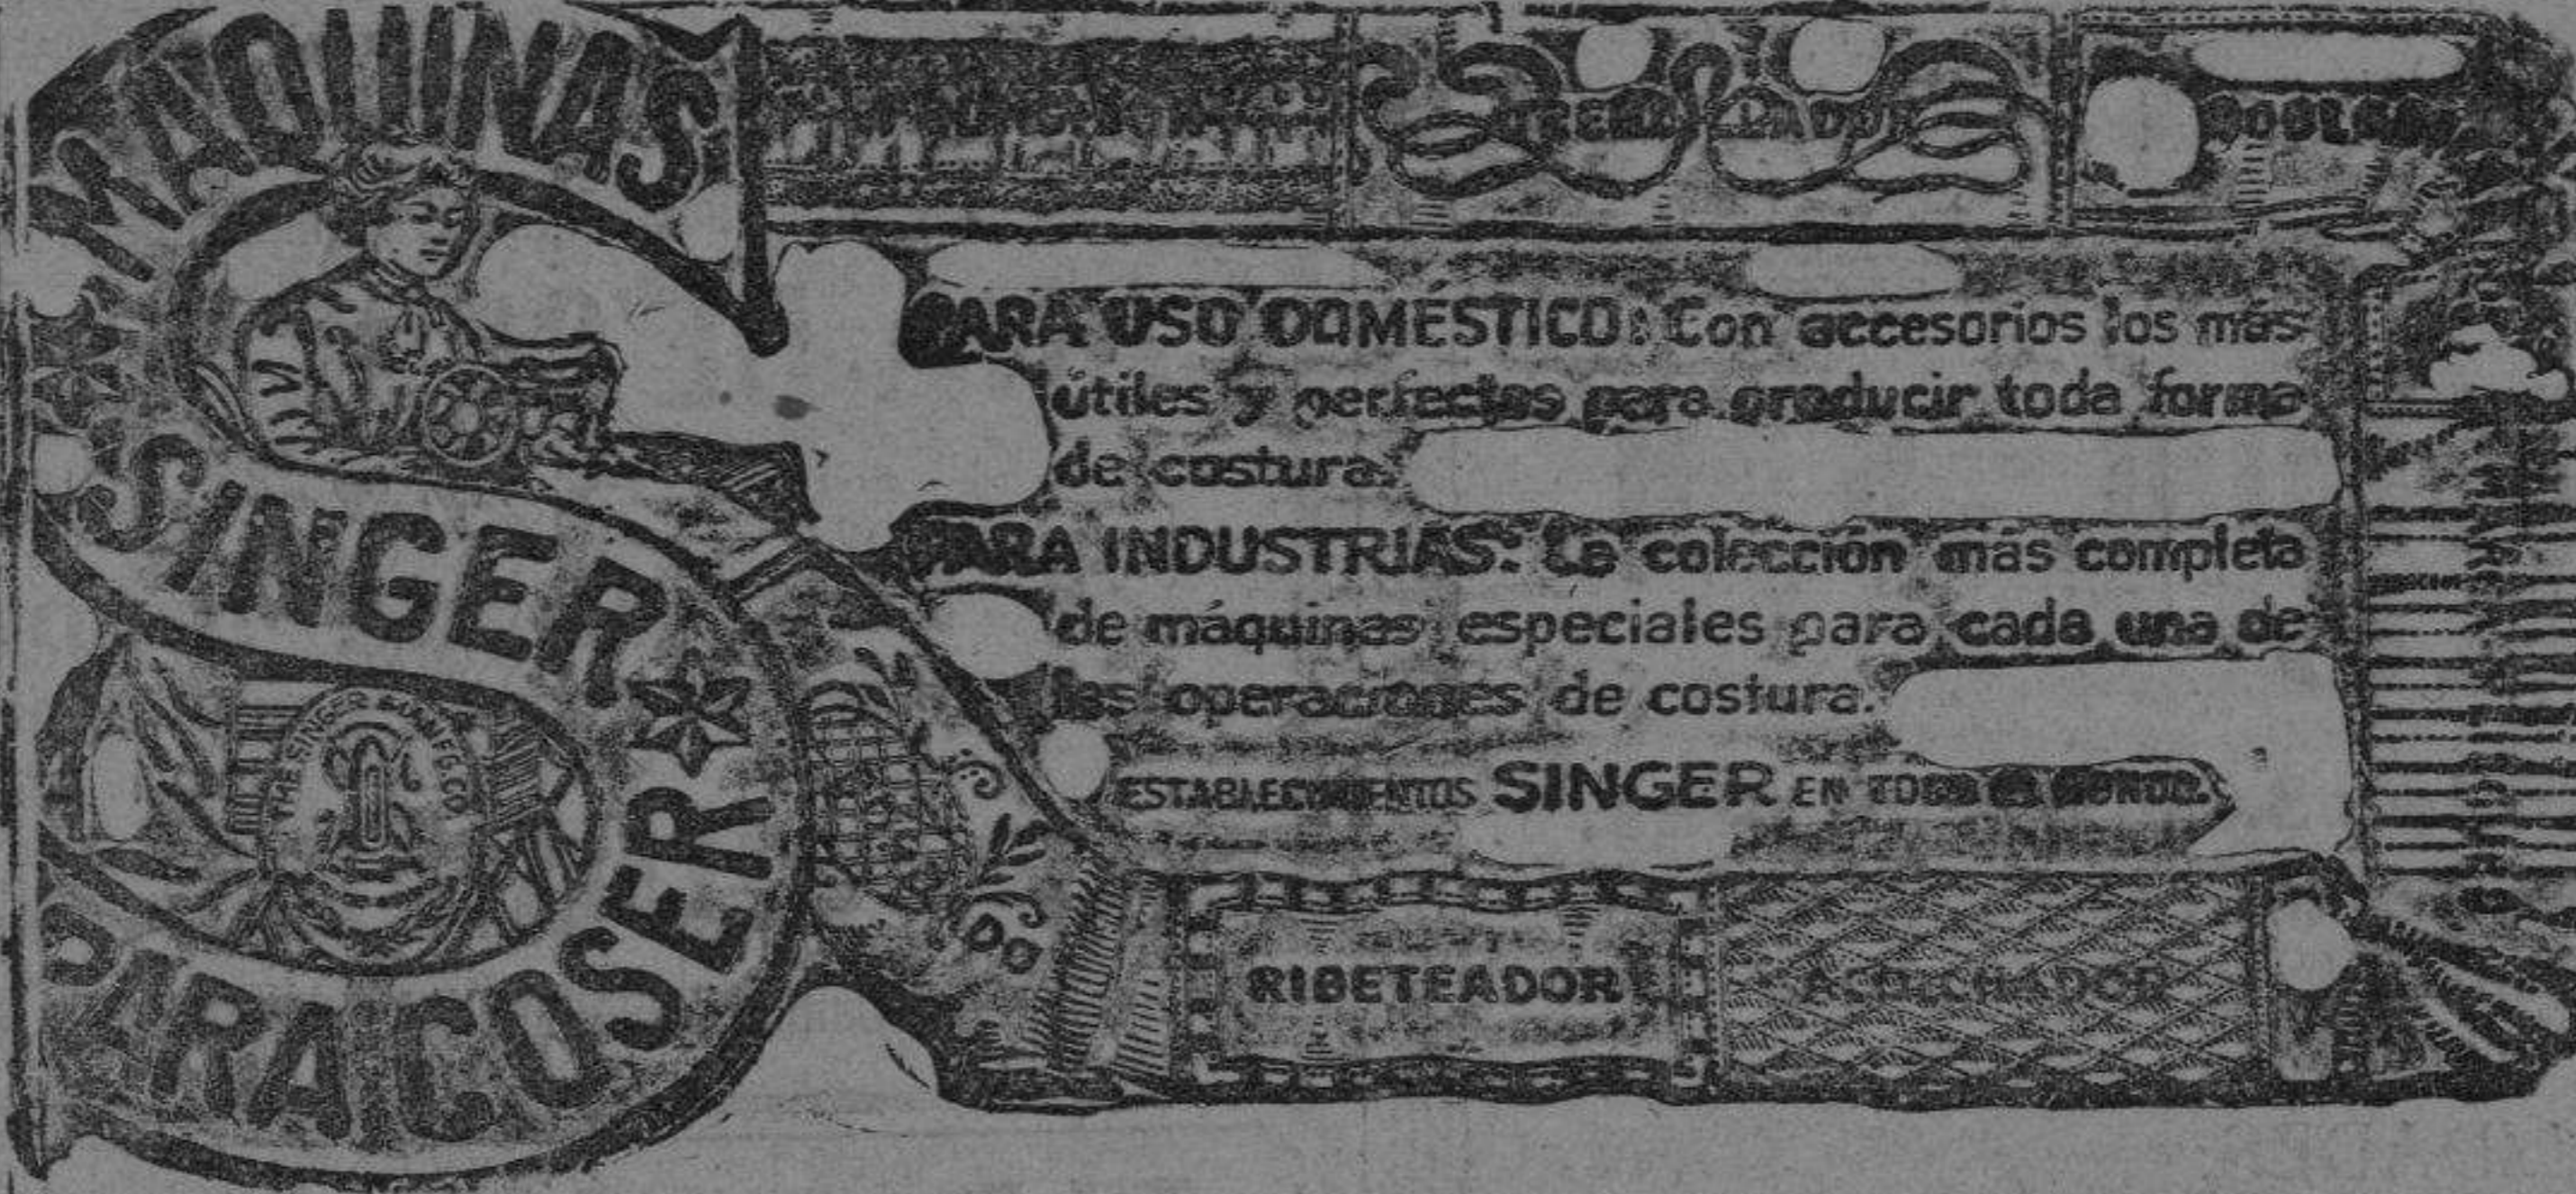 MAQUINAS
SINGER
PARA COSER
THE SINGER MANFG. CO
PARA USO DOMÉSTICO: Con accesorios los más
útiles y perfectos para producir toda forma
de costura.
PARA INDUSTRIAS: La colección más completa
de máquinas especiales para cada una de
las operaciones de costura.
ESTABLECIMIENTOS SINGER EN TODO EL MUNDO.
RIBETEADOR
ACOLCHADOR